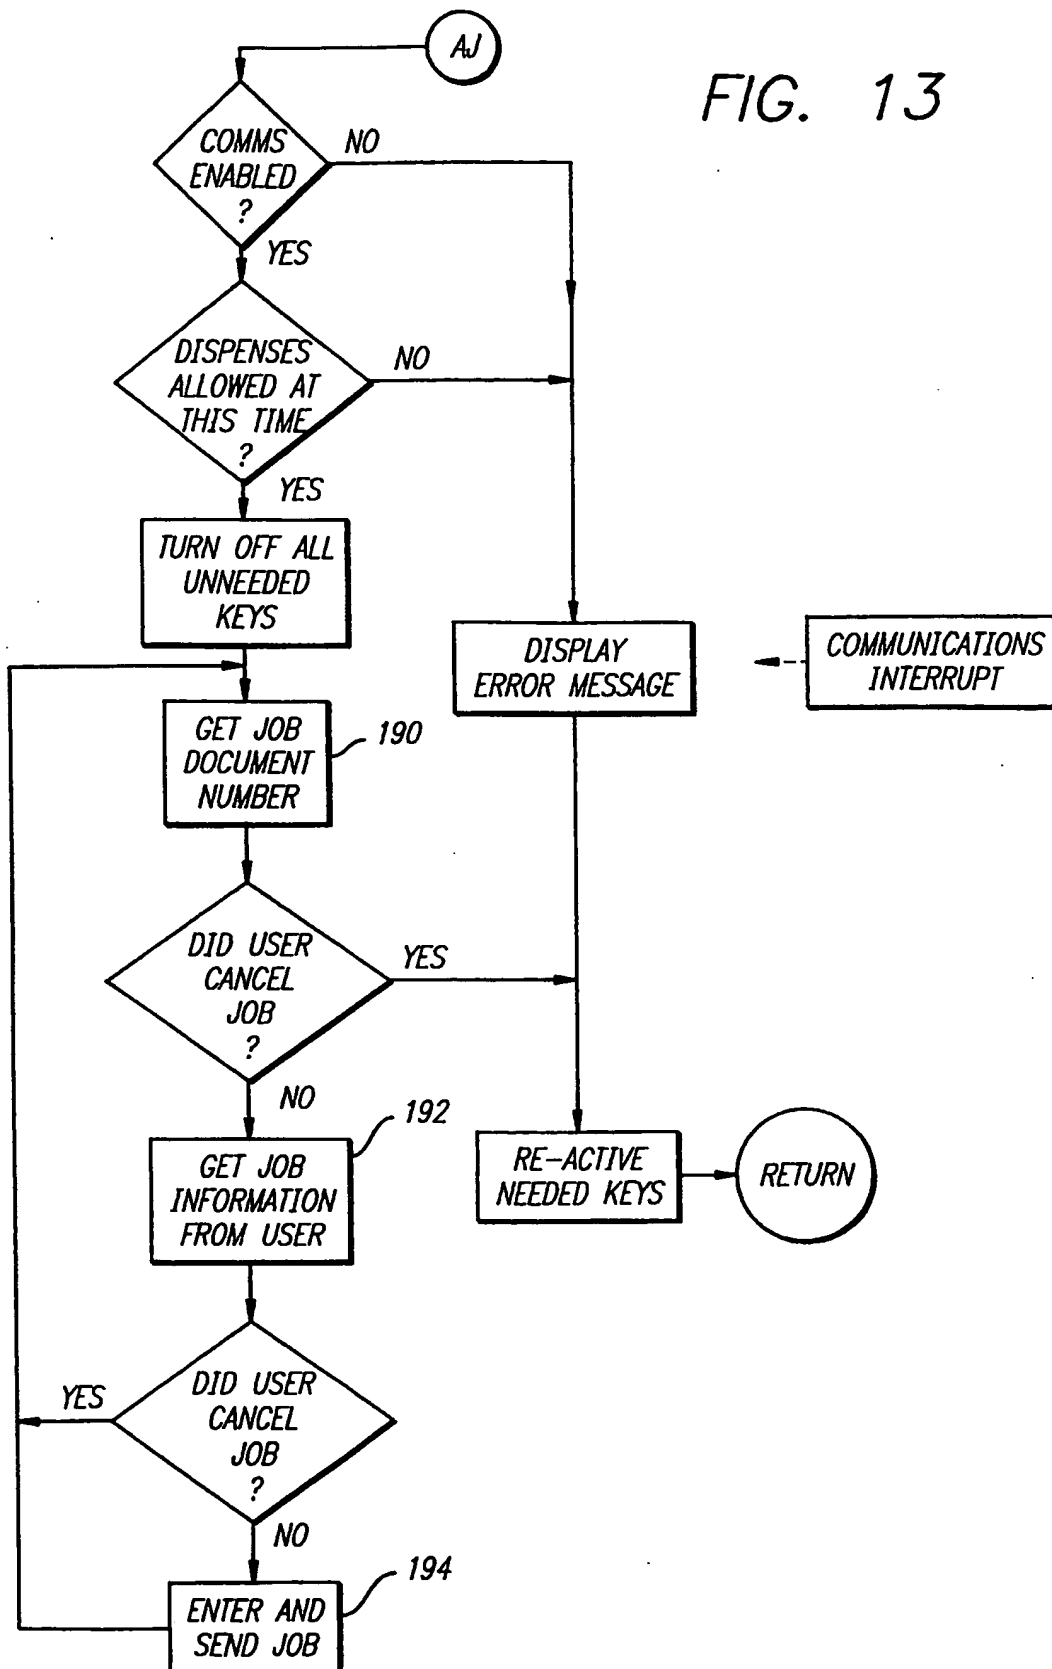 AJ
FIG. 13
COMMS
ENABLED
?
NO
YES
DISPENSES
ALLOWED AT
THIS TIME
?
NO
YES
TURN OFF ALL
UNNEEDED
KEYS
DISPLAY
ERROR MESSAGE
COMMUNICATIONS
INTERRUPT
GET JOB
DOCUMENT
NUMBER
190
DID USER
CANCEL
JOB
?
YES
NO
192
GET JOB
INFORMATION
FROM USER
RE-ACTIVE
NEEDED KEYS
RETURN
DID USER
CANCEL
JOB
?
YES
NO
194
ENTER AND
SEND JOB